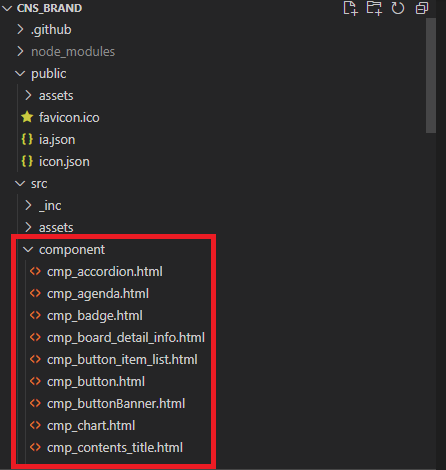 CNS_BRAND
.github
node_modules
public
assets
favicon.ico
ia.json
icon.json
src
_inc
assets
component
cmp_accordion.html
cmp_agenda.html
cmp_badge.html
cmp_board_detail_info.html
cmp_button_item_list.html
cmp_button.html
cmp_buttonBanner.html
cmp_chart.html
cmp_contents_title.html